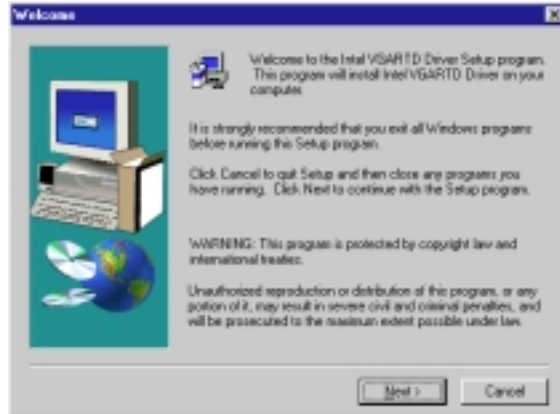 Welcome
Welcome to the Intel VGARTD Driver Setup program.
This program will install Intel VGARTD Driver on your
computer.
It is strongly recommended that you exit all Windows programs
before running this Setup program.
Click Cancel to quit Setup and then close any programs you
have running. Click Next to continue with the Setup program.
WARNING: This program is protected by copyright law and
international treaties.
Unauthorized reproduction or distribution of this program, or any
portion of it, may result in severe civil and criminal penalties, and
will be prosecuted to the maximum extent possible under law.
Next >
Cancel